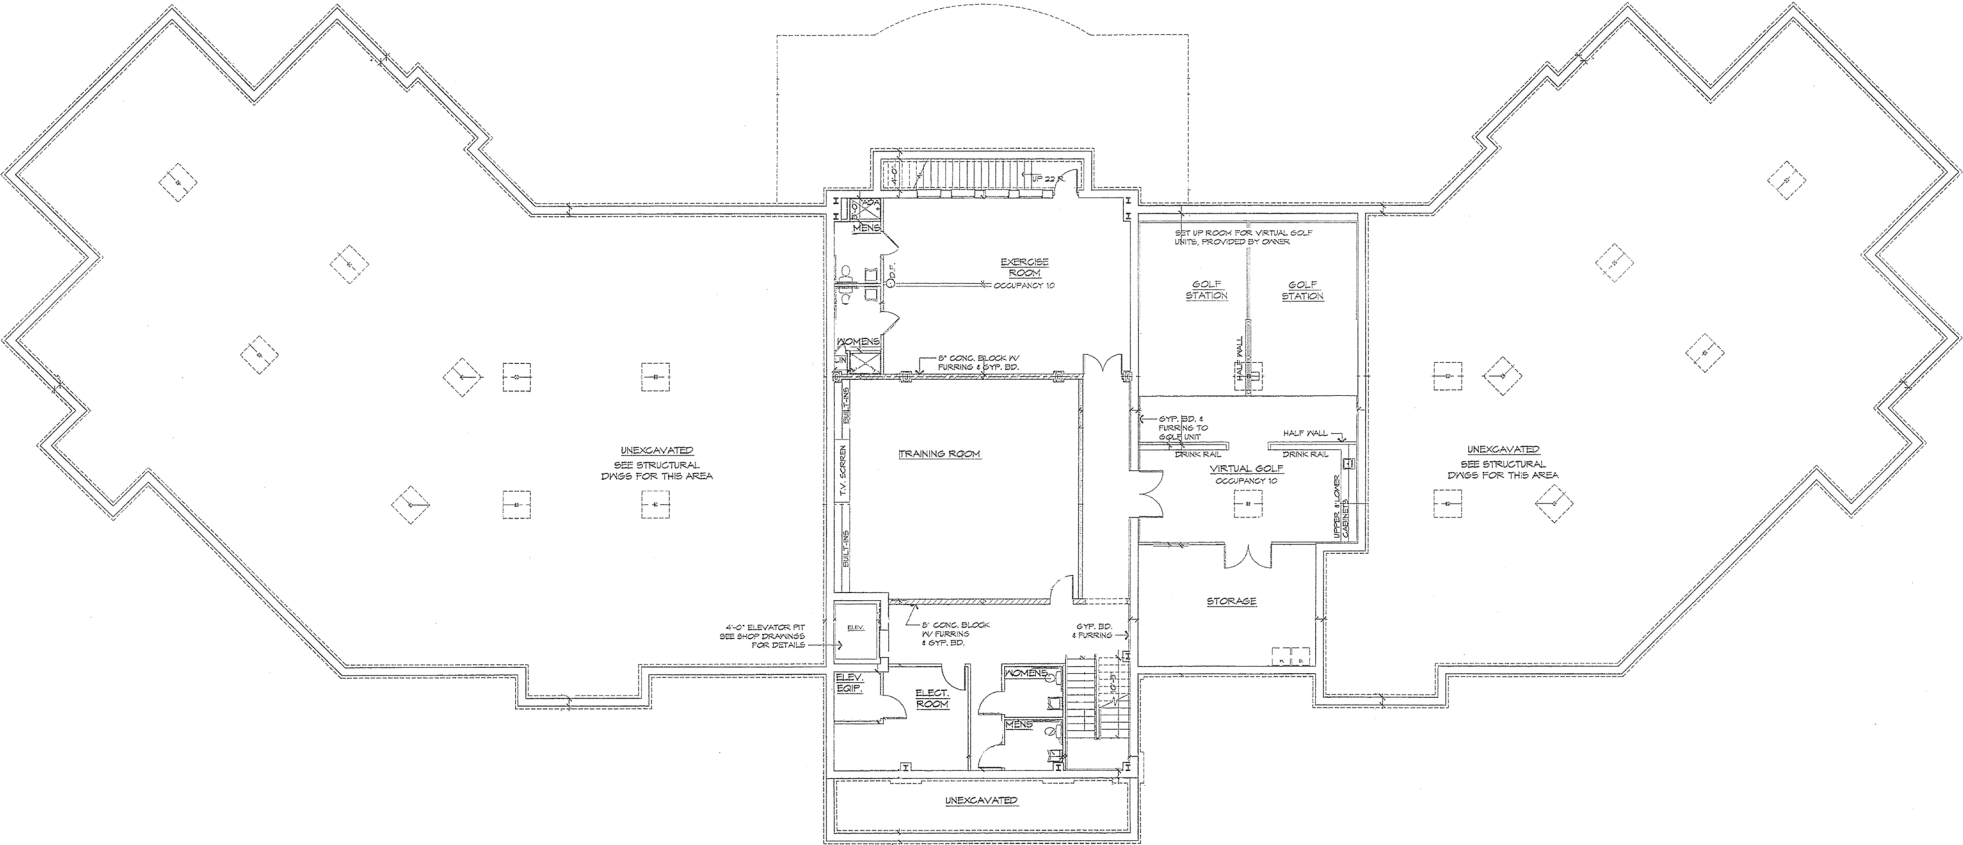 4'-0"
UP 22 R.
ADA
MENS
SET UP ROOM FOR VIRTUAL GOLF
UNITS, PROVIDED BY OWNER
D.F.
EXERCISE
ROOM
OCCUPANCY 10
GOLF
STATION
GOLF
STATION
WOMENS
LIN
8" CONC. BLOCK W/
FURRING & GYP. BD.
HALF WALL
BUILT-INS
GYP. BD. &
FURRING TO
GOLF UNIT
HALF WALL
UNEXCAVATED
SEE STRUCTURAL
DWGS FOR THIS AREA
T.V. SCRREN
TRAINING ROOM
DRINK RAIL
DRINK RAIL
VIRTUAL GOLF
OCCUPANCY 10
UPPER & LOWER
CABINETS
UNEXCAVATED
SEE STRUCTURAL
DWGS FOR THIS AREA
BUILT-INS
STORAGE
4'-0" ELEVATOR PIT
SEE SHOP DRAWINGS
FOR DETAILS
ELEV.
8" CONC. BLOCK
W/ FURRING
& GYP. BD.
GYP. BD.
& FURRING
ELEV.
EQIP.
ELECT.
ROOM
WOMENS
MENS
UNEXCAVATED